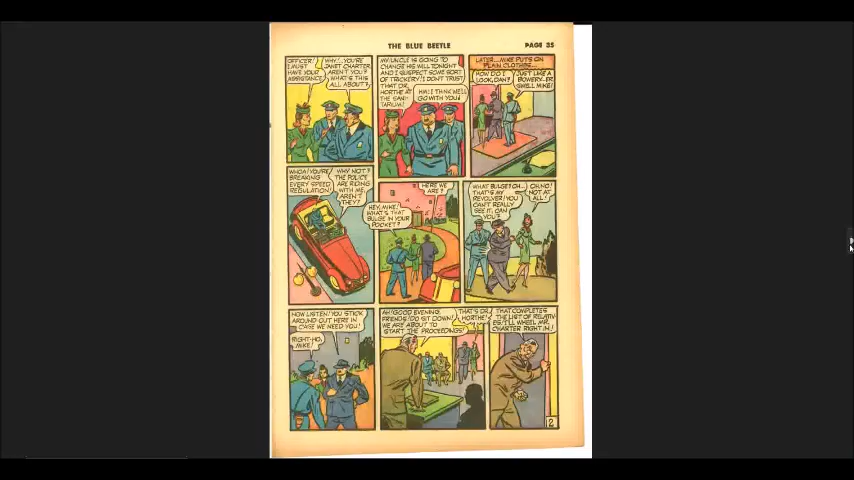 THE BLUE BEETLE
PAGE 35
OFFICER!
I MUST
HAVE YOUR
ASSISTANCE!
WHY!.. YOU'RE
JANET CHARTER,
AREN'T YOU?
WHAT'S THIS
ALL ABOUT?
MY UNCLE IS GOING TO
CHANGE HIS WILL TONIGHT
AND I SUSPECT SOME SORT
OF TRICKERY! I DON'T TRUST
THAT DR.
HORTHE AT
THE SANI-
TARIUM!
HM! I THINK WE'LL
GO WITH YOU!
LATER... MIKE PUTS ON
PLAIN CLOTHES...
HOW DO I
LOOK, DAN?
JUST LIKE A
BOWERY
SWELL MIKE!
WHOA! YOU'RE
BREAKING
EVERY SPEED
REGULATION!
WHY NOT?
THE POLICE
ARE RIDING
WITH ME,
AREN'T
THEY?
HERE WE
ARE!
HEY, MIKE!
WHAT'S THAT
BULGE IN YOUR
POCKET?
WHAT BULGE? OH...
THAT'S MY
REVOLVER! YOU
CAN'T REALLY
SEE IT, CAN
YOU?
OH, NO!
NOT AT
ALL!
NOW LISTEN! YOU STICK
AROUND OUT HERE IN
CASE WE NEED YOU!
RIGHT-HO,
MIKE!
AH! GOOD EVENING,
FRIENDS! DO SIT DOWN!
WE ARE ABOUT TO
START THE PROCEEDINGS!
THAT'S DR.
HORTHE!
THAT COMPLETES
THE LIST OF RELATIV-
ES! I'LL WHEEL MR.
CHARTER RIGHT IN!
2